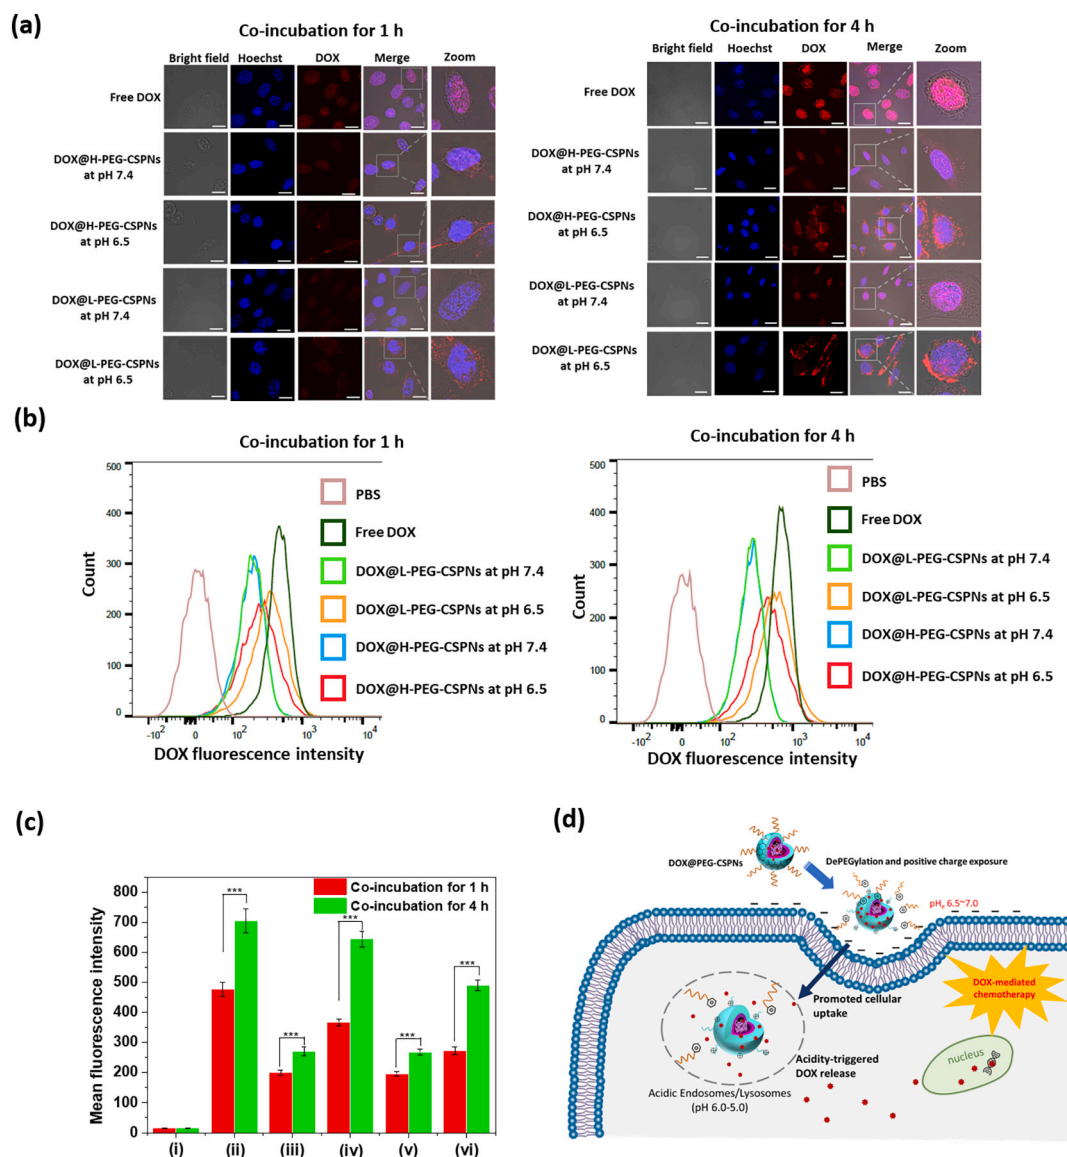 (a)
Co-incubation for 1 h
Bright field Hoechst DOX Merge Zoom
Free DOX
DOX@H-PEG-CSPNs
at pH 7.4
DOX@H-PEG-CSPNs
at pH 6.5
DOX@L-PEG-CSPNs
at pH 7.4
DOX@L-PEG-CSPNs
at pH 6.5
Co-incubation for 4 h
Bright field Hoechst DOX Merge Zoom
Free DOX
DOX@H-PEG-CSPNs
at pH 7.4
DOX@H-PEG-CSPNs
at pH 6.5
DOX@L-PEG-CSPNs
at pH 7.4
DOX@L-PEG-CSPNs
at pH 6.5
(b)
Co-incubation for 1 h
500
400
300
200
100
0
Count
-10² 0 10² 10³ 10⁴
DOX fluorescence intensity
PBS
Free DOX
DOX@L-PEG-CSPNs at pH 7.4
DOX@L-PEG-CSPNs at pH 6.5
DOX@H-PEG-CSPNs at pH 7.4
DOX@H-PEG-CSPNs at pH 6.5
Co-incubation for 4 h
500
400
300
200
100
0
Count
-10² 0 10² 10³ 10⁴
DOX fluorescence intensity
PBS
Free DOX
DOX@L-PEG-CSPNs at pH 7.4
DOX@L-PEG-CSPNs at pH 6.5
DOX@H-PEG-CSPNs at pH 7.4
DOX@H-PEG-CSPNs at pH 6.5
(c)
Mean fluorescence intensity
800
700
600
500
400
300
200
100
0
Co-incubation for 1 h
Co-incubation for 4 h
***
***
***
***
***
(i) (ii) (iii) (iv) (v) (vi)
(d)
DOX@PEG-CSPNs
DePEGylation and positive charge exposure
pHₑ 6.5~7.0
DOX-mediated
chemotherapy
Promoted cellular
uptake
Acidity-triggered
DOX release
nucleus
Acidic Endosomes/Lysosomes
(pH 6.0-5.0)